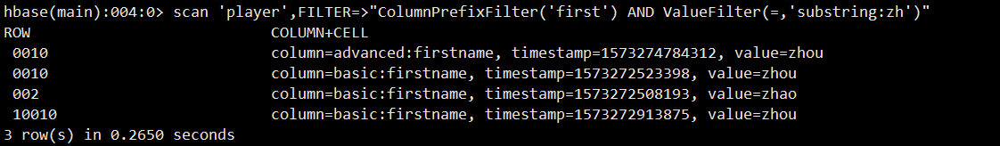 hbase(main):004:0> scan 'player',FILTER=>"ColumnPrefixFilter('first') AND ValueFilter(=,'substring:zh')"
ROW COLUMN+CELL
0010 column=advanced:firstname, timestamp=1573274784312, value=zhou
0010 column=basic:firstname, timestamp=1573272523398, value=zhou
002 column=basic:firstname, timestamp=1573272508193, value=zhao
10010 column=basic:firstname, timestamp=1573272913875, value=zhou
3 row(s) in 0.2650 seconds